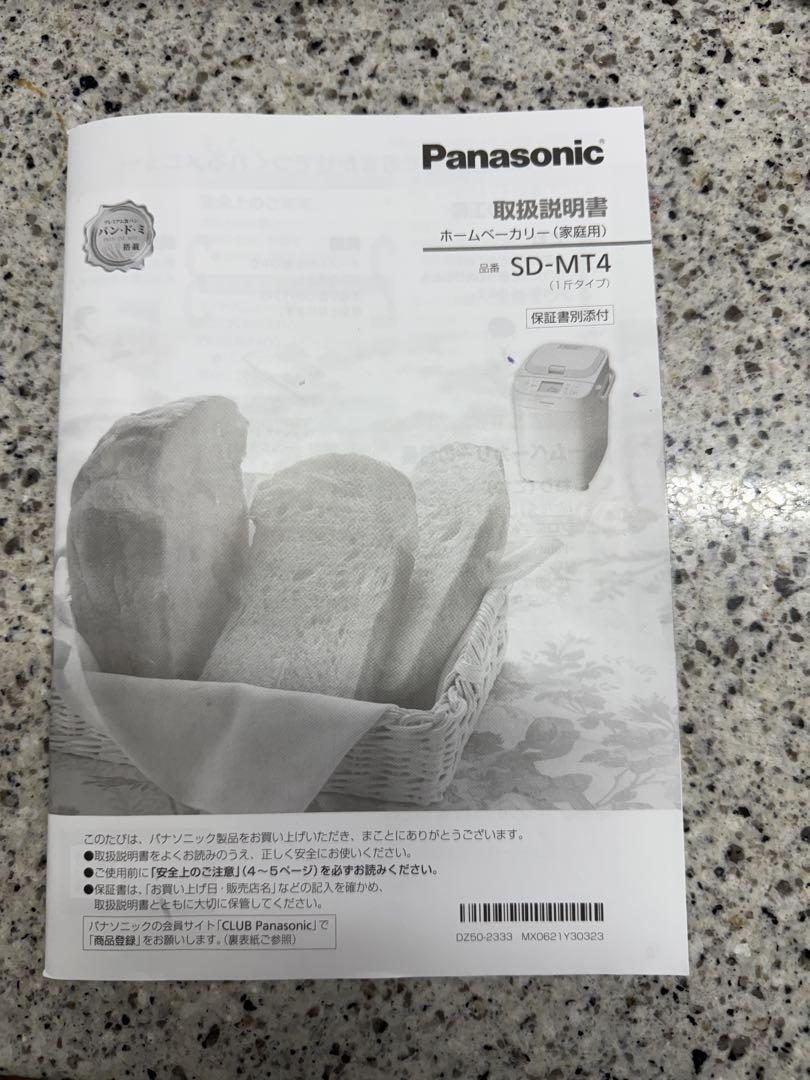 Panasonic®
取扱説明書
ホームベーカリー(家庭用)
品番 SD-MT4
(1斤タイプ)
保証書別添付
プレミアム食パン
パン・ド・ミ
搭載
このたびは、パナソニック製品をお買い上げいただき、まことにありがとうございます。
●取扱説明書をよくお読みのうえ、正しく安全にお使いください。
●ご使用前に「安全上のご注意」(4~5ページ)を必ずお読みください。
●保証書は、「お買い上げ日・販売店名」などの記入を確かめ、
取扱説明書とともに大切に保管してください。
パナソニックの会員サイト「CLUB Panasonic」で
「商品登録」をお願いします。(裏表紙ご参照)
DZ50-2333 MX0621Y30323